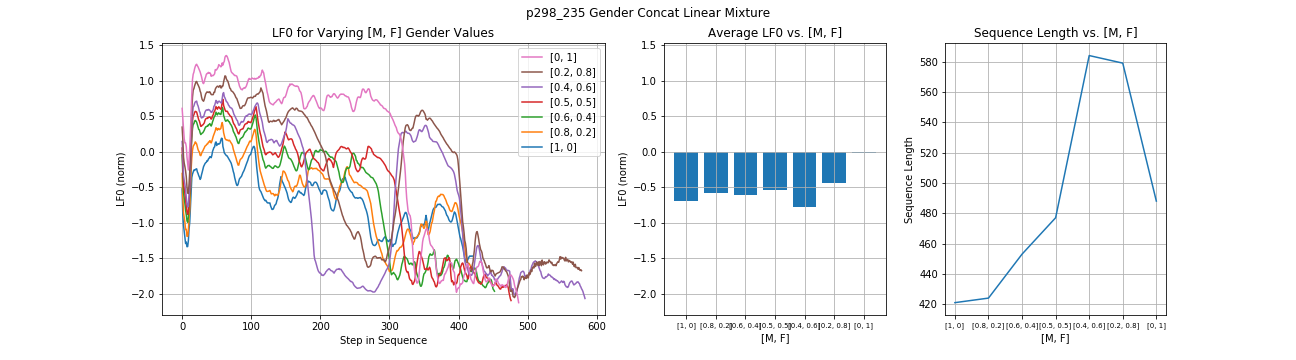 p298_235 Gender Concat Linear Mixture
LF0 for Varying [M, F] Gender Values
1.5
1.0
0.5
0.0
−0.5
−1.0
−1.5
−2.0
LF0 (norm)
0 100 200 300 400 500 600
Step in Sequence
[0, 1]
[0.2, 0.8]
[0.4, 0.6]
[0.5, 0.5]
[0.6, 0.4]
[0.8, 0.2]
[1, 0]
Average LF0 vs. [M, F]
1.5
1.0
0.5
0.0
−0.5
−1.0
−1.5
−2.0
LF0 (norm)
[1, 0] [0.8, 0.2] [0.6, 0.4] [0.5, 0.5] [0.4, 0.6] [0.2, 0.8] [0, 1]
[M, F]
Sequence Length vs. [M, F]
580
560
540
520
500
480
460
440
420
Sequence Length
[1, 0] [0.8, 0.2] [0.6, 0.4] [0.5, 0.5] [0.4, 0.6] [0.2, 0.8] [0, 1]
[M, F]